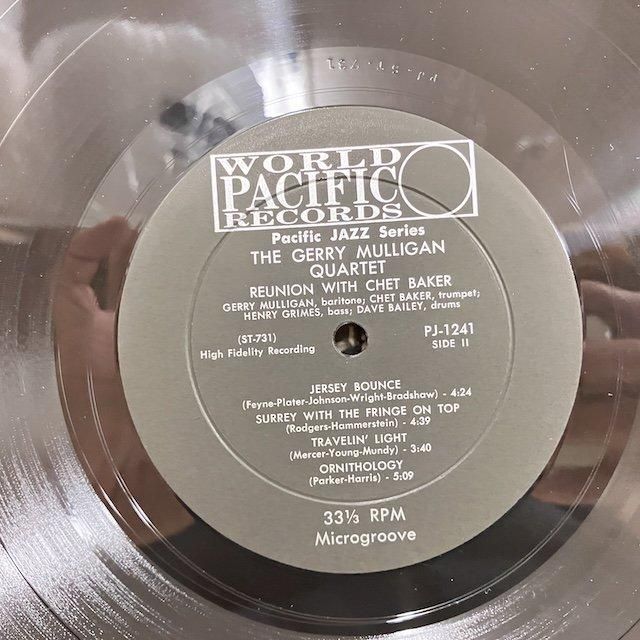 PJ-ST-731
WORLD
PACIFIC
RECORDS
Pacific JAZZ Series
THE GERRY MULLIGAN
QUARTET
REUNION WITH CHET BAKER
GERRY MULLIGAN, baritone; CHET BAKER, trumpet;
HENRY GRIMES, bass; DAVE BAILEY, drums
(ST-731)
High Fidelity Recording
PJ-1241
SIDE II
JERSEY BOUNCE
(Feyne-Plater-Johnson-Wright-Bradshaw) - 4:24
SURREY WITH THE FRINGE ON TOP
(Rodgers-Hammerstein) - 4:39
TRAVELIN' LIGHT
(Mercer-Young-Mundy) - 3:40
ORNITHOLOGY
(Parker-Harris) - 5:09
33⅓ RPM
Microgroove